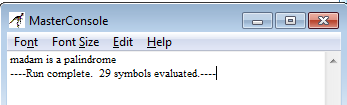 MasterConsole
Font Font Size Edit Help
madam is a palindrome
----Run complete.  29 symbols evaluated.----